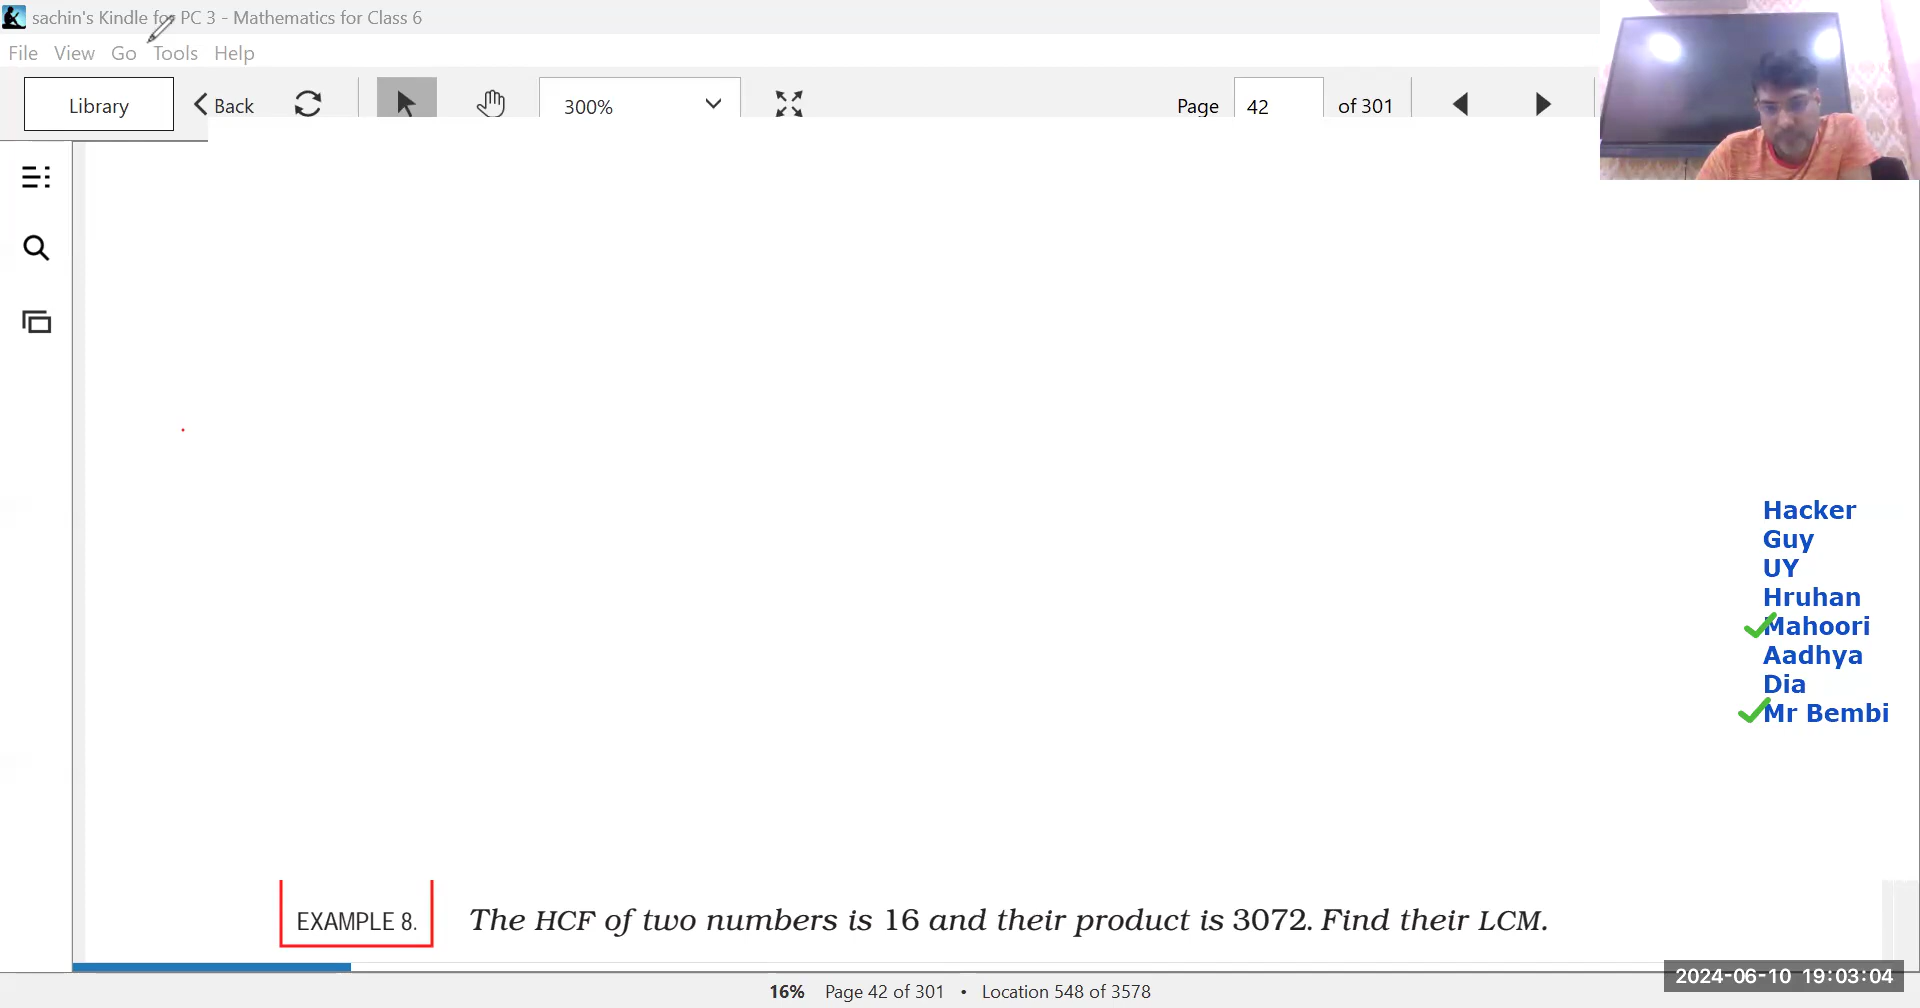 sachin's Kindle for PC 3 - Mathematics for Class 6
File View Go Tools Help
Library Back 300% Page 42 of 301
Hacker
Guy
UY
Hruhan
Mahoori
Aadhya
Dia
Mr Bembi
EXAMPLE 8. The HCF of two numbers is 16 and their product is 3072. Find their LCM.
2024-06-10 19:03:04
16% Page 42 of 301 • Location 548 of 3578